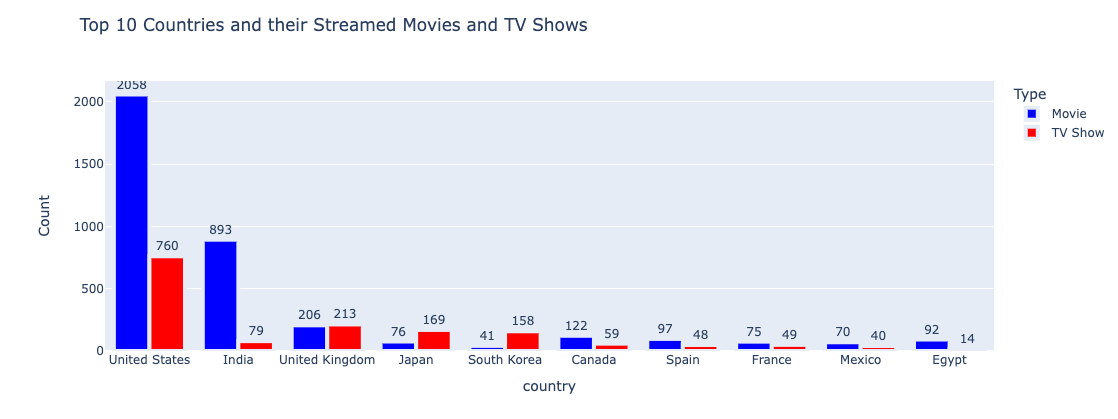 Top 10 Countries and their Streamed Movies and TV Shows
Type
Movie
TV Show
Count
2000
1500
1000
500
0
2058
760
893
79
206
213
76
169
41
158
122
59
97
48
75
49
70
40
92
14
United States
India
United Kingdom
Japan
South Korea
Canada
Spain
France
Mexico
Egypt
country